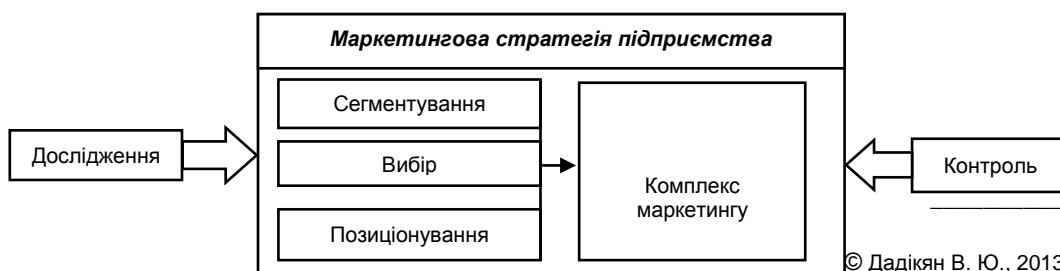 Маркетингова стратегія підприємства
Сегментування
Дослідження
Вибір
Позиціонування
Комплекс
маркетингу
Контроль
© Дадікян В. Ю., 2013